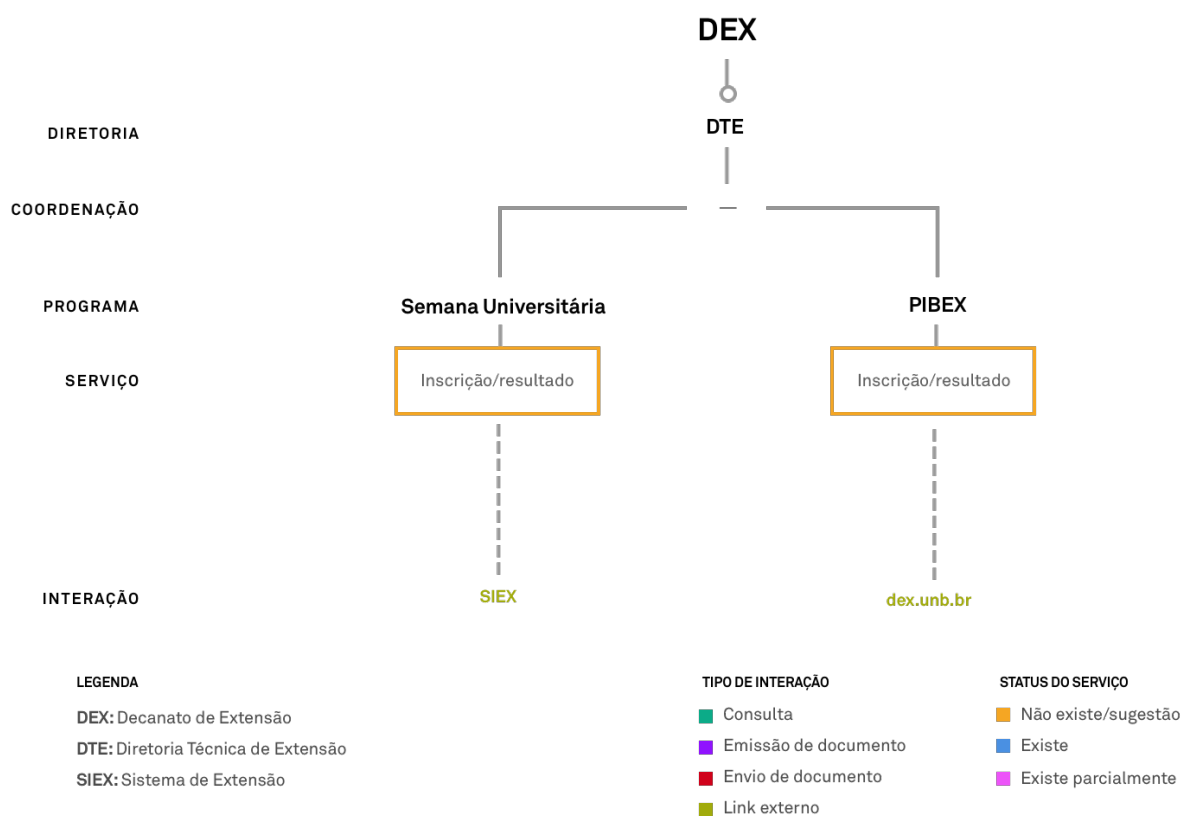 DEX
DIRETORIA
DTE
COORDENAÇÃO
—
PROGRAMA
Semana Universitária
PIBEX
SERVIÇO
Inscrição/resultado
Inscrição/resultado
INTERAÇÃO
SIEX
dex.unb.br
LEGENDA
DEX: Decanato de Extensão
DTE: Diretoria Técnica de Extensão
SIEX: Sistema de Extensão
TIPO DE INTERAÇÃO
Consulta
Emissão de documento
Envio de documento
Link externo
STATUS DO SERVIÇO
Não existe/sugestão
Existe
Existe parcialmente